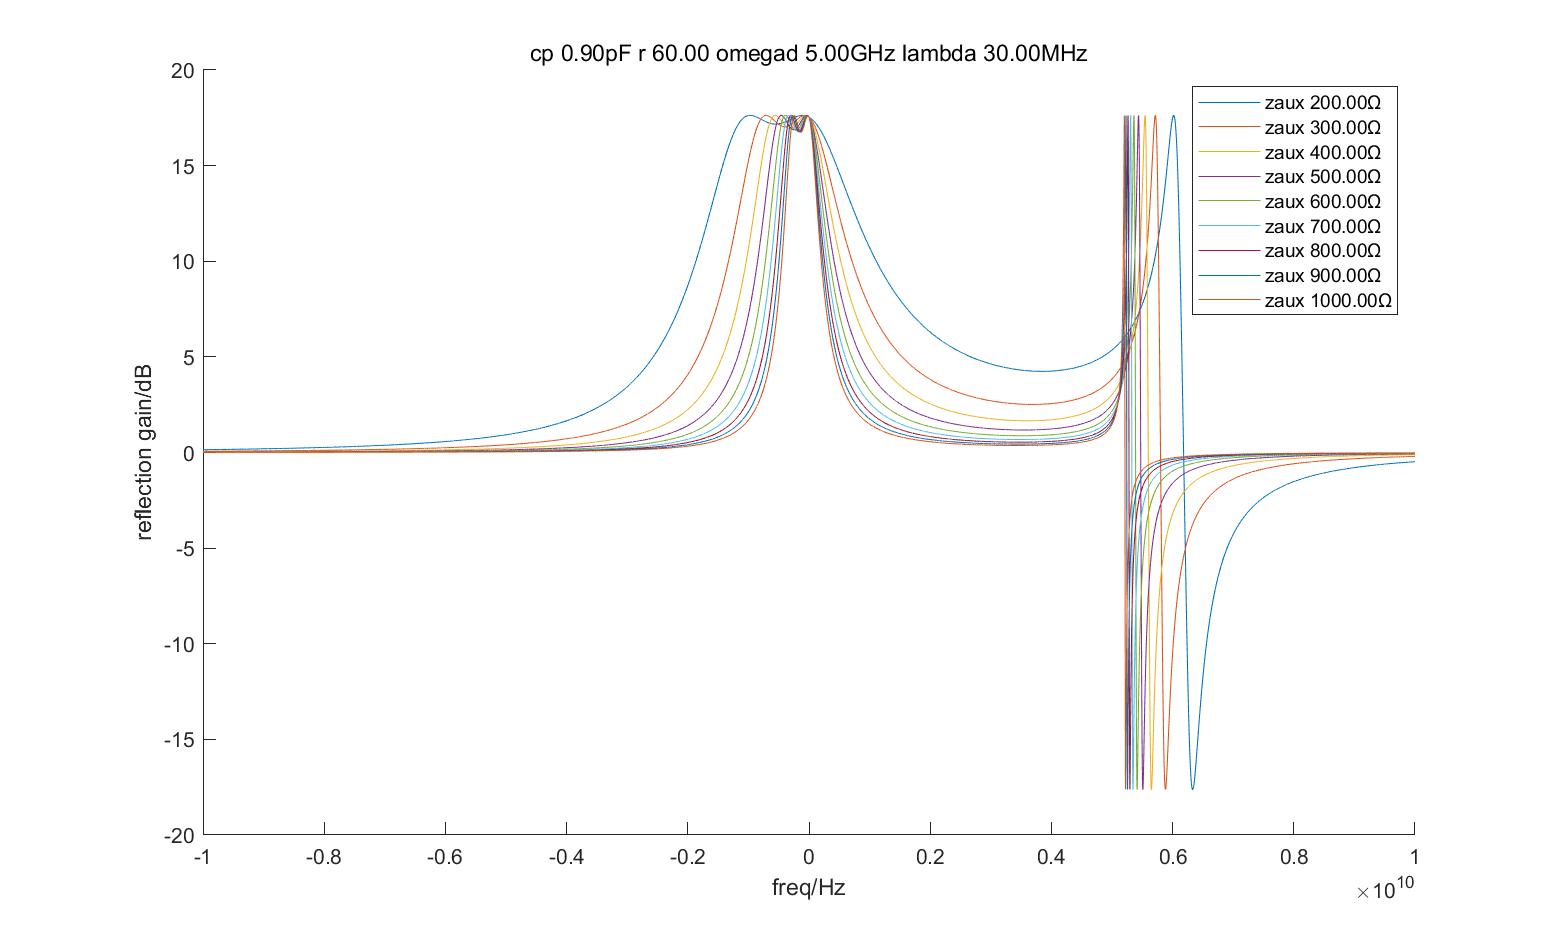 cp 0.90pF r 60.00 omegad 5.00GHz lambda 30.00MHz
20
15
10
5
0
-5
-10
-15
-20
reflection gain/dB
zaux 200.00Ω
zaux 300.00Ω
zaux 400.00Ω
zaux 500.00Ω
zaux 600.00Ω
zaux 700.00Ω
zaux 800.00Ω
zaux 900.00Ω
zaux 1000.00Ω
-1 -0.8 -0.6 -0.4 -0.2 0 0.2 0.4 0.6 0.8 1
freq/Hz
×10^10